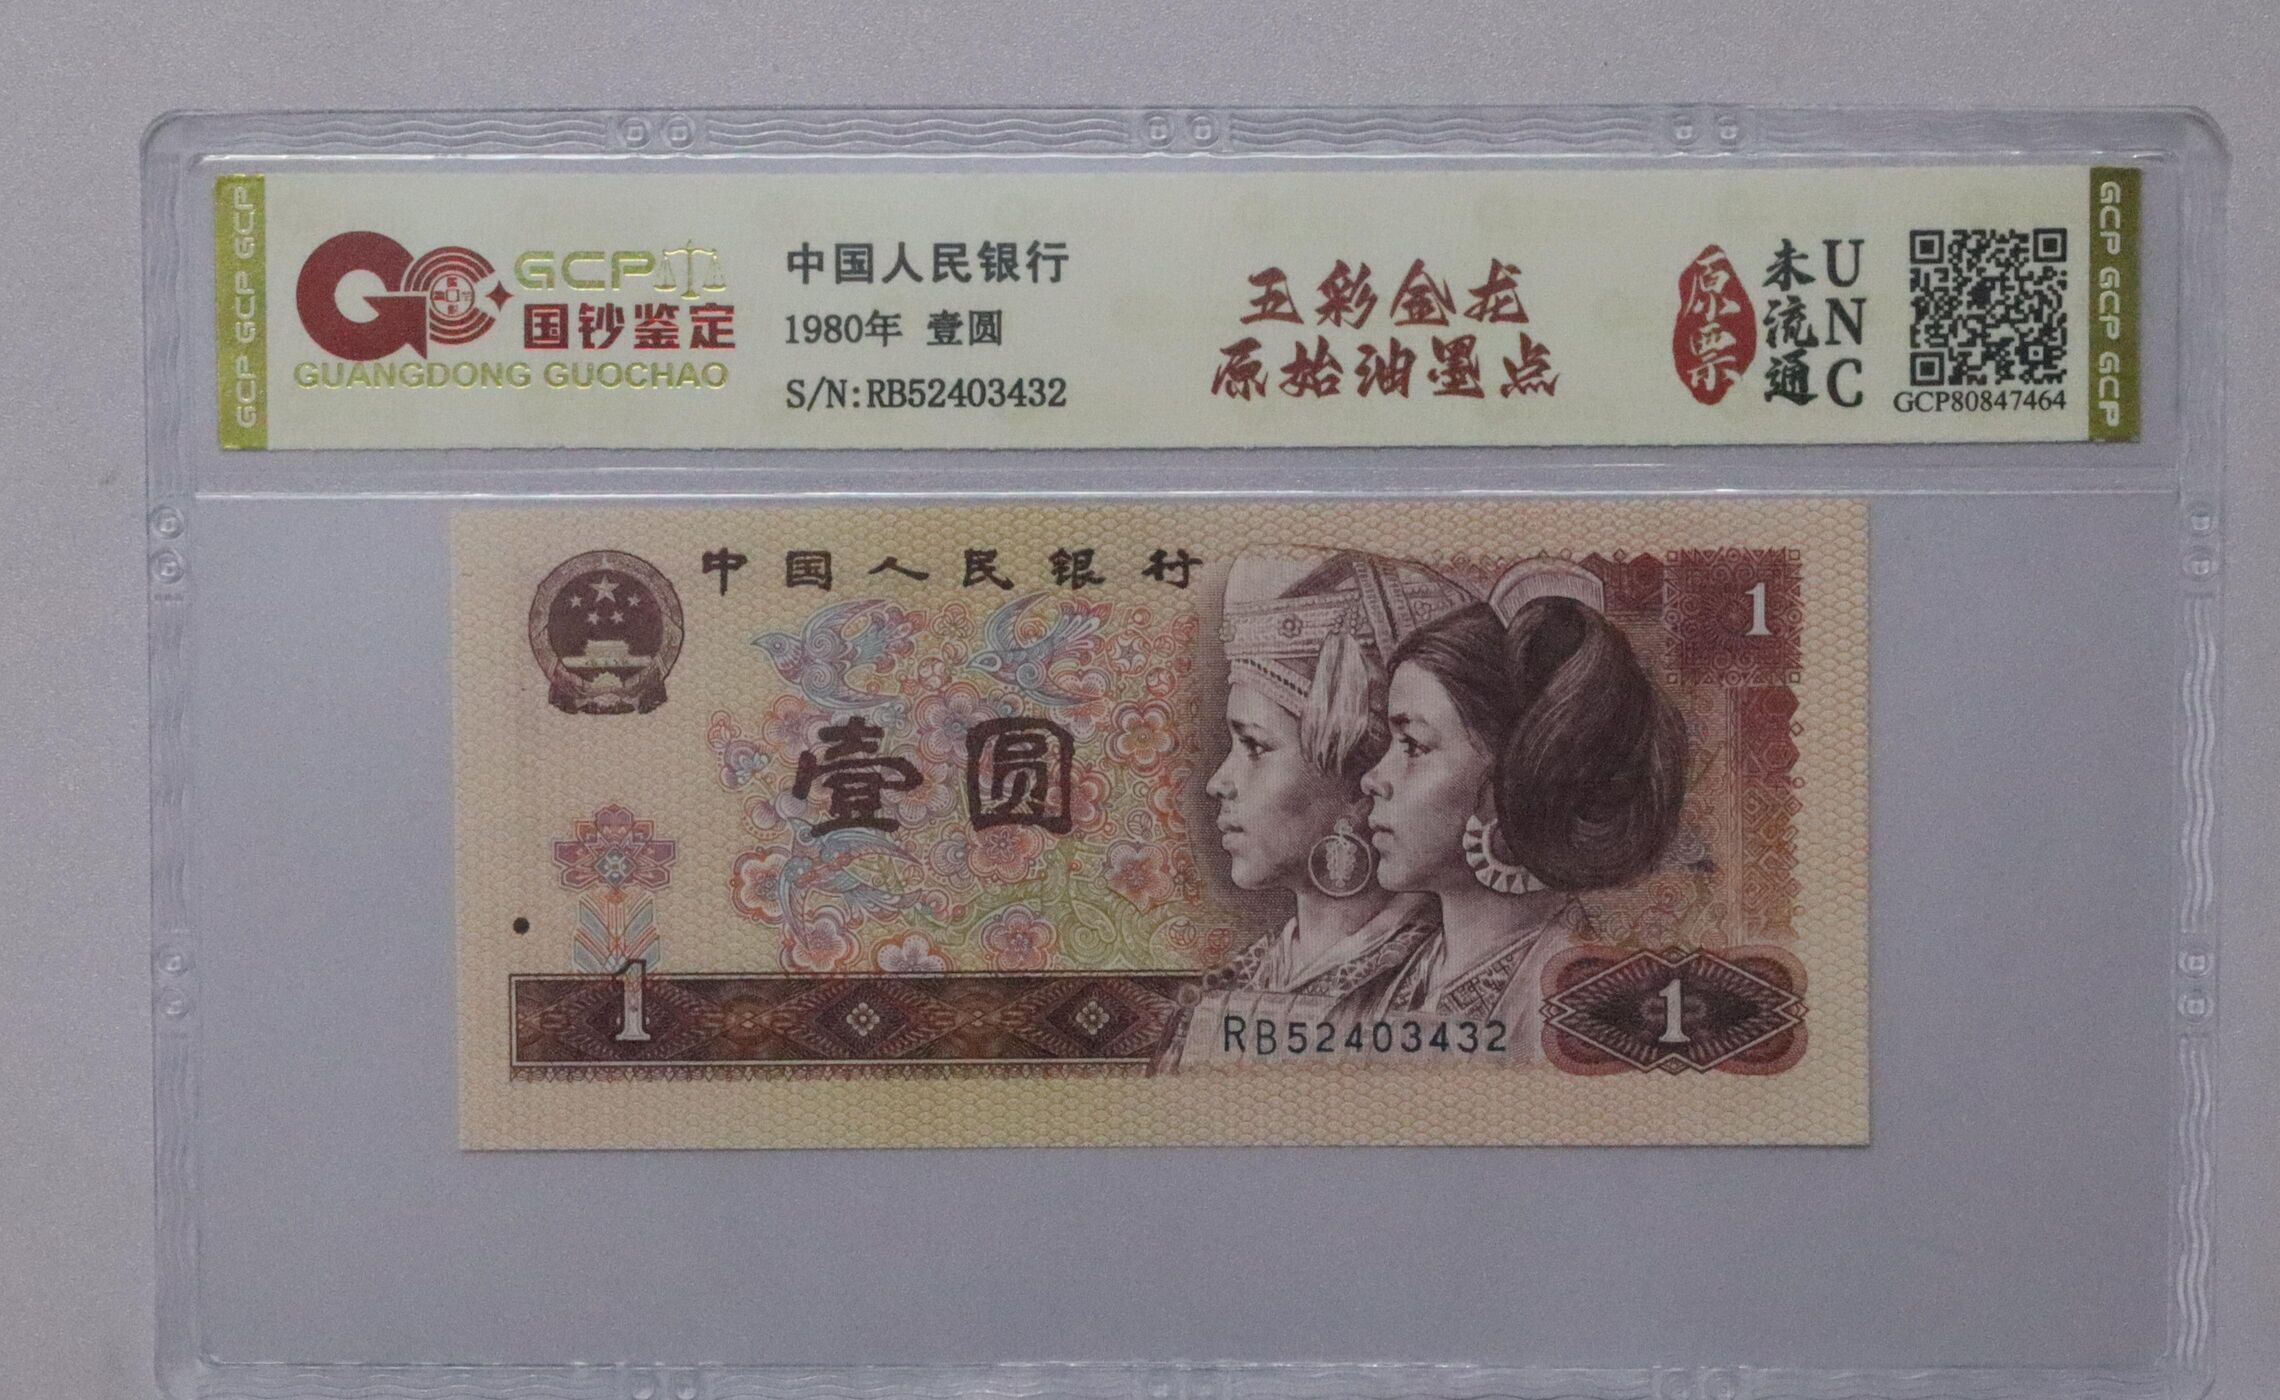 GCP GCP GCP
GCP
国钞鉴定
GUANGDONG GUOCHAO
中国人民银行
1980年 壹圆
S/N:RB52403432
五彩金龙
原始油墨点
原票
未流通
UNC
GCP80847464
GCP GCP GCP GCP
中国人民银行
1
壹圆
1
RB52403432
1